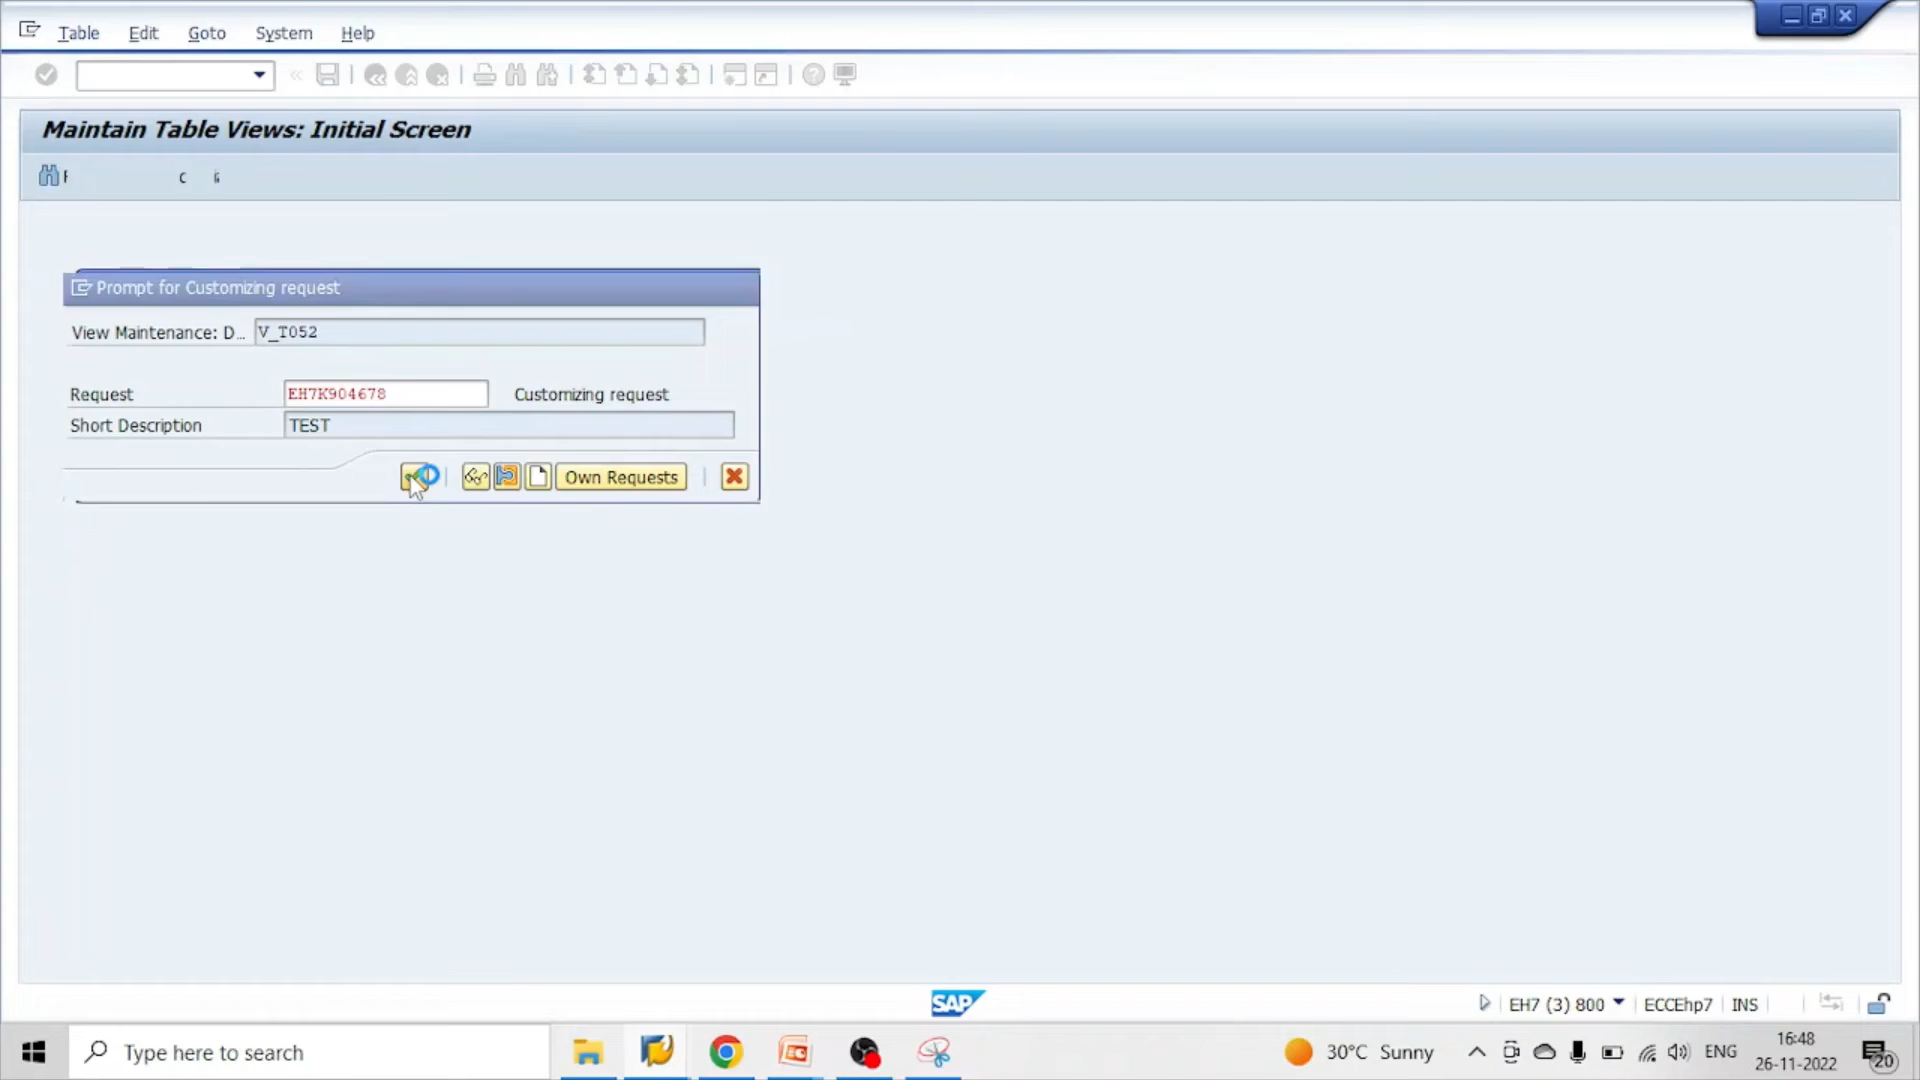 Table Edit Goto System Help
Maintain Table Views: Initial Screen
Prompt for Customizing request
View Maintenance: D... V_T052
Request EH7K904678 Customizing request
Short Description TEST
Own Requests
SAP
EH7 (3) 800 ECCEhp7 INS
Type here to search
30°C Sunny
ENG
16:48
26-11-2022
20